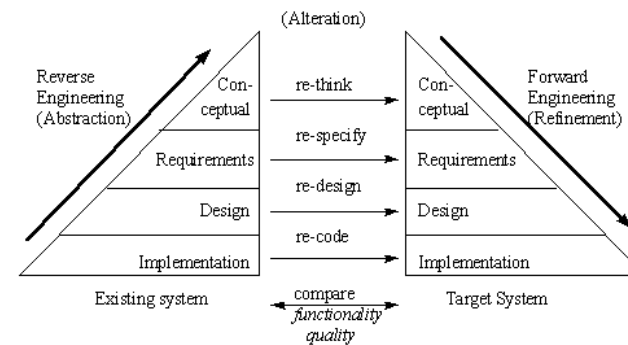 (Alteration)
Reverse
Engineering
(Abstraction)
Con-
ceptual
re-think
Con-
ceptual
Forward
Engineering
(Refinement)
re-specify
Requirements
Requirements
re-design
Design
Design
re-code
Implementation
Implementation
Existing system
compare
Target System
functionality
quality